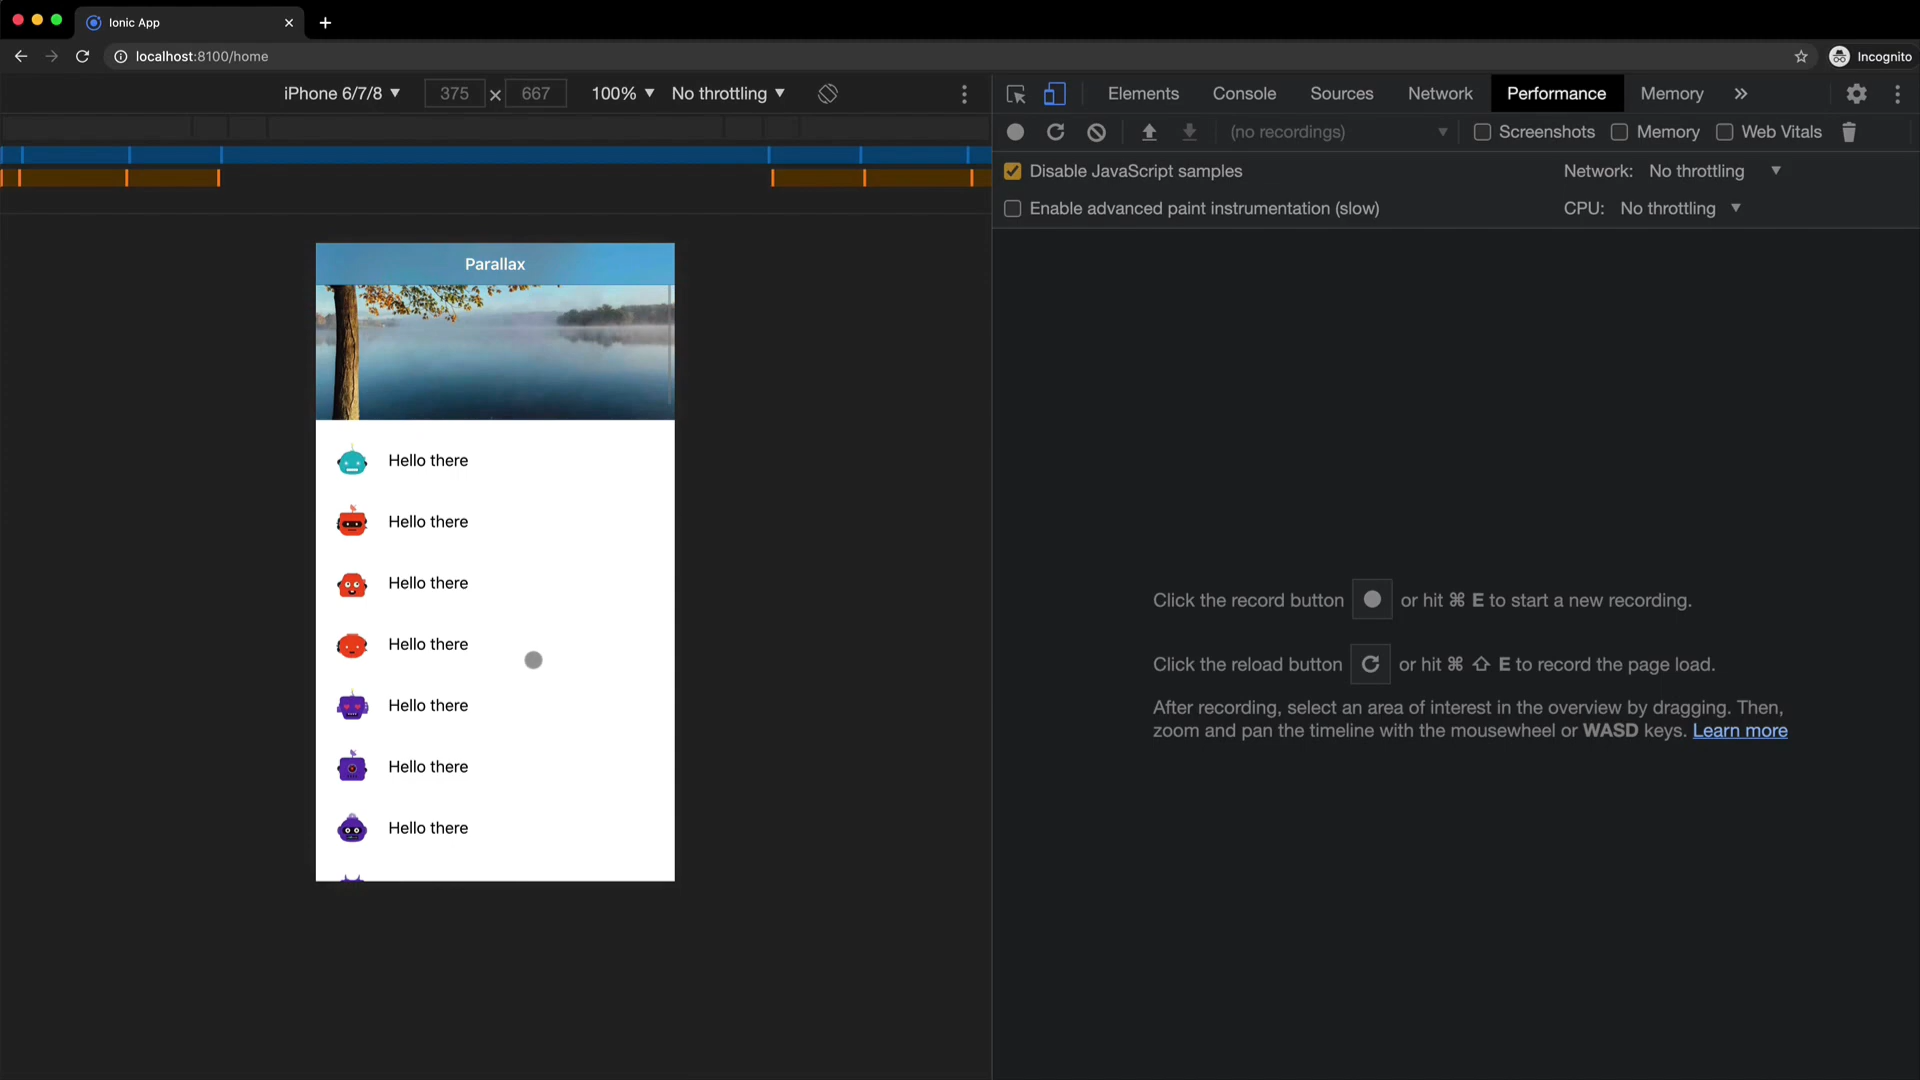 Ionic App
localhost:8100/home
Incognito
iPhone 6/7/8 ▼ 375 × 667 100% ▼ No throttling ▼
Elements Console Sources Network Performance Memory »
(no recordings) ▼ Screenshots Memory Web Vitals
Disable JavaScript samples
Network: No throttling ▼
Enable advanced paint instrumentation (slow)
CPU: No throttling ▼
Parallax
Hello there
Hello there
Hello there
Hello there
Hello there
Hello there
Hello there
Click the record button or hit ⌘ E to start a new recording.
Click the reload button or hit ⌘ ⇧ E to record the page load.
After recording, select an area of interest in the overview by dragging. Then,
zoom and pan the timeline with the mousewheel or WASD keys. Learn more